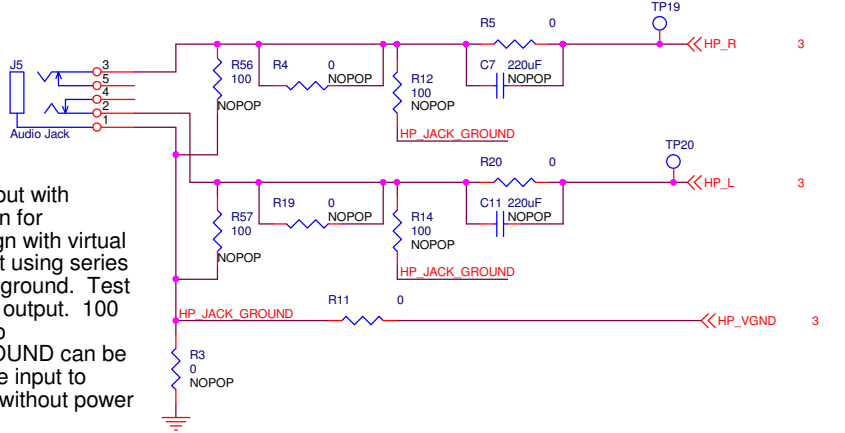 TP19
R5 0
HP_R 3
J5
3
5
4
2
1
Audio Jack
R56
100
NOPOP
R4 0
NOPOP
R12
100
NOPOP
C7 220uF
NOPOP
HP_JACK_GROUND
TP20
R20 0
HP_L 3
R57
100
NOPOP
R19 0
NOPOP
R14
100
NOPOP
C11 220uF
NOPOP
HP_JACK_GROUND
out with
n for
gn with virtual
t using series
ground. Test
output. 100
o
OUND can be
e input to
without power
HP_JACK_GROUND
R11 0
HP_VGND 3
R3
0
NOPOP